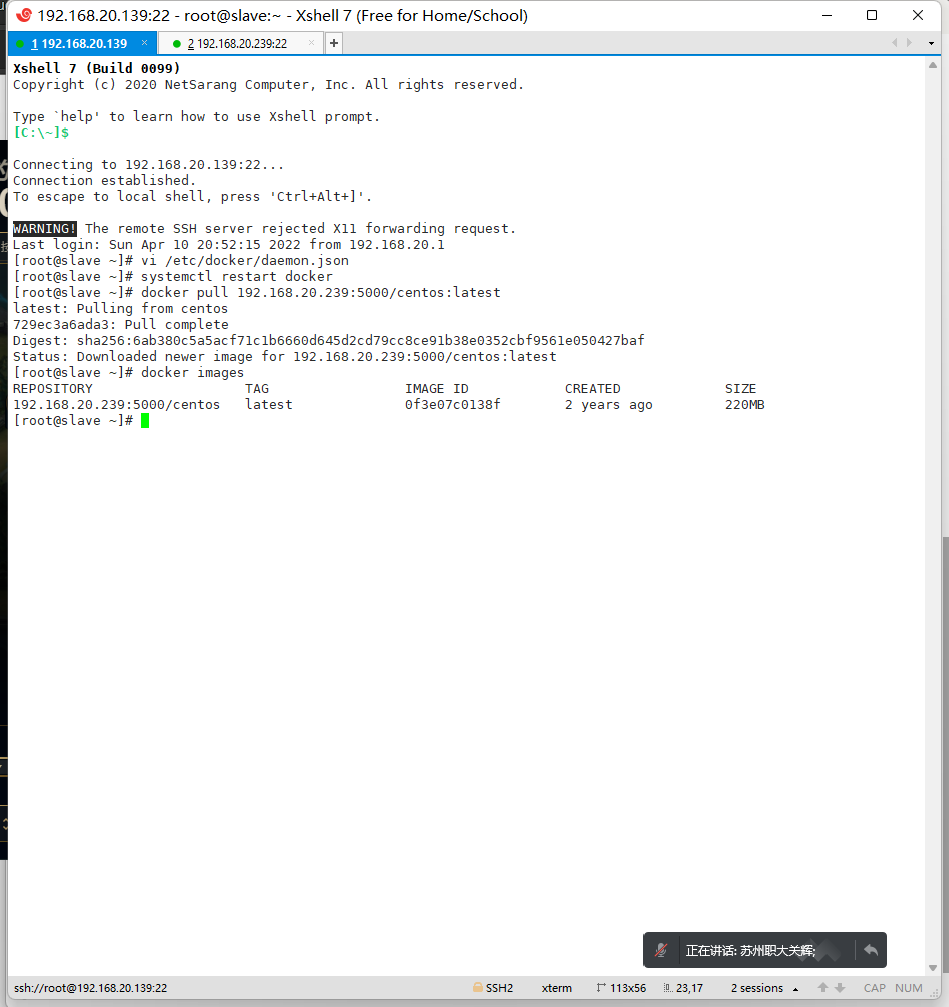 192.168.20.139:22 - root@slave:~ - Xshell 7 (Free for Home/School)
1 192.168.20.139 × 2 192.168.20.239:22 × +
Xshell 7 (Build 0099)
Copyright (c) 2020 NetSarang Computer, Inc. All rights reserved.
Type `help' to learn how to use Xshell prompt.
[C:\~]$
Connecting to 192.168.20.139:22...
Connection established.
To escape to local shell, press 'Ctrl+Alt+]'.
WARNING! The remote SSH server rejected X11 forwarding request.
Last login: Sun Apr 10 20:52:15 2022 from 192.168.20.1
[root@slave ~]# vi /etc/docker/daemon.json
[root@slave ~]# systemctl restart docker
[root@slave ~]# docker pull 192.168.20.239:5000/centos:latest
latest: Pulling from centos
729ec3a6ada3: Pull complete
Digest: sha256:6ab380c5a5acf71c1b6660d645d2cd79cc8ce91b38e0352cbf9561e050427baf
Status: Downloaded newer image for 192.168.20.239:5000/centos:latest
[root@slave ~]# docker images
REPOSITORY TAG IMAGE ID CREATED SIZE
192.168.20.239:5000/centos latest 0f3e07c0138f 2 years ago 220MB
[root@slave ~]#
正在讲话: 苏州职大关辉;
ssh://root@192.168.20.139:22 SSH2 xterm 113x56 23,17 2 sessions CAP NUM